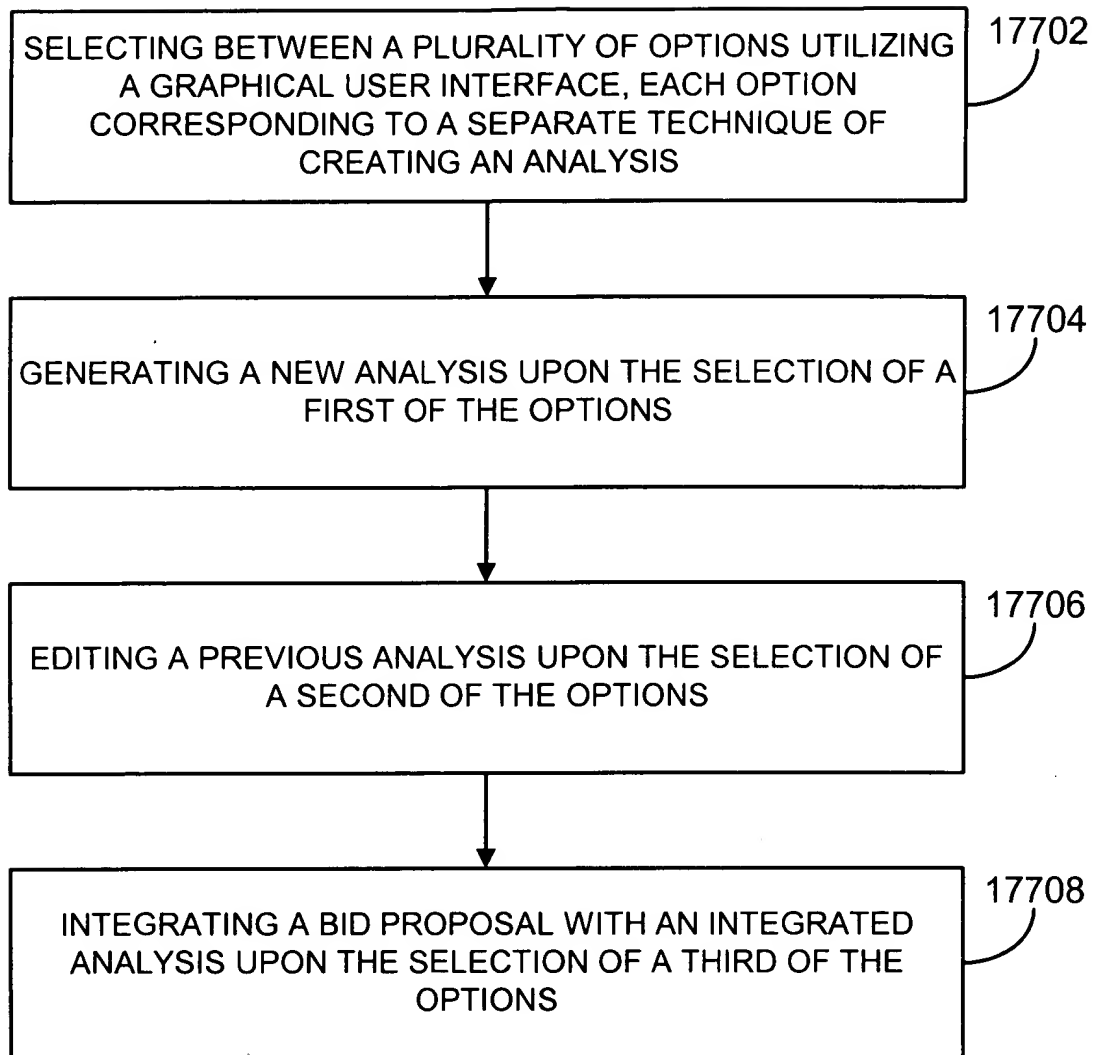 SELECTING BETWEEN A PLURALITY OF OPTIONS UTILIZING
A GRAPHICAL USER INTERFACE, EACH OPTION
CORRESPONDING TO A SEPARATE TECHNIQUE OF
CREATING AN ANALYSIS
17702
GENERATING A NEW ANALYSIS UPON THE SELECTION OF A
FIRST OF THE OPTIONS
17704
EDITING A PREVIOUS ANALYSIS UPON THE SELECTION OF
A SECOND OF THE OPTIONS
17706
INTEGRATING A BID PROPOSAL WITH AN INTEGRATED
ANALYSIS UPON THE SELECTION OF A THIRD OF THE
OPTIONS
17708